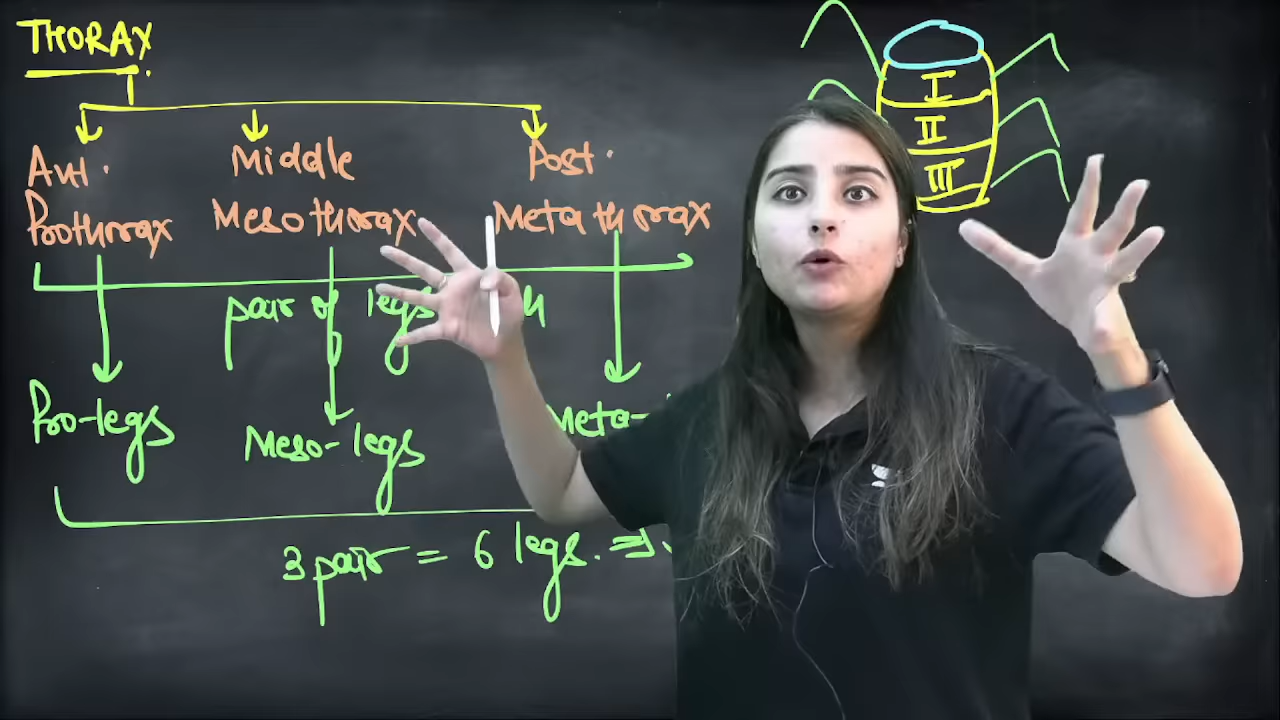 THORAX
Ant. Middle Post.
Prothorax Mesothorax Metathorax
pair of legs
Pro-legs Meso-legs Meta-
3 pair = 6 legs. ⇒
I
II
III